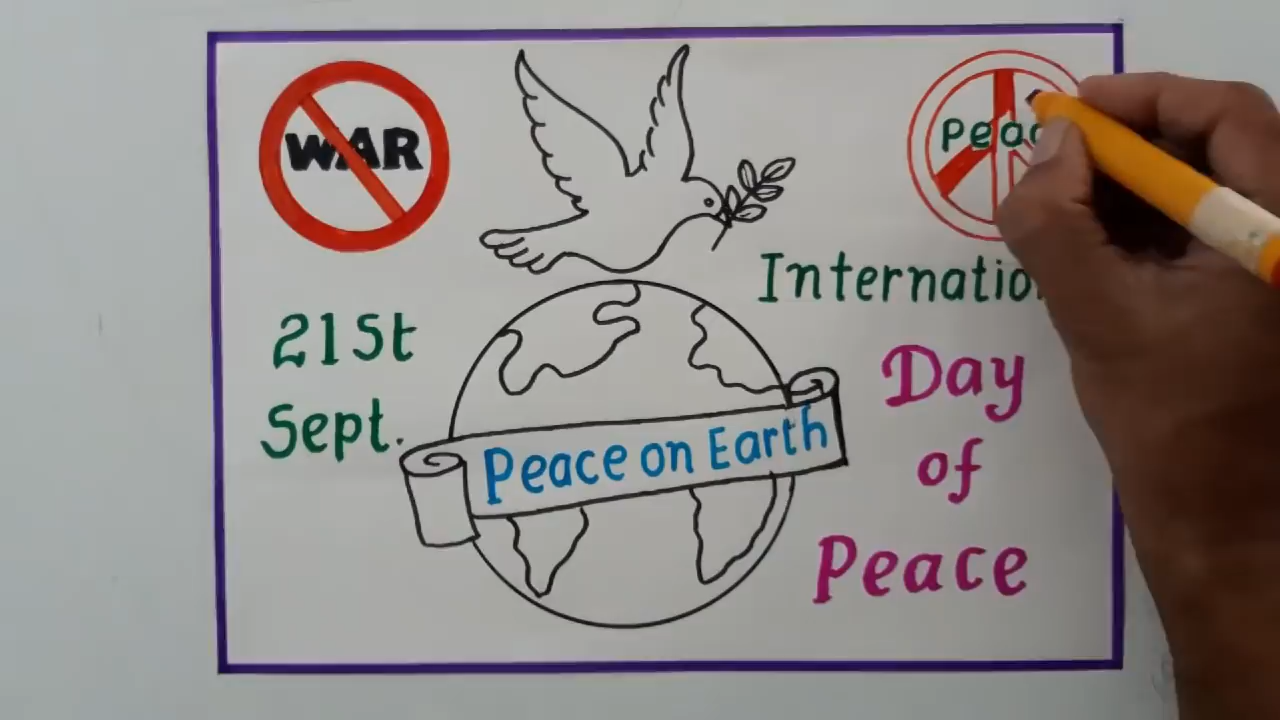 WAR
Peac
Internatio
21St
Sept.
Day
of
Peace
Peace on Earth